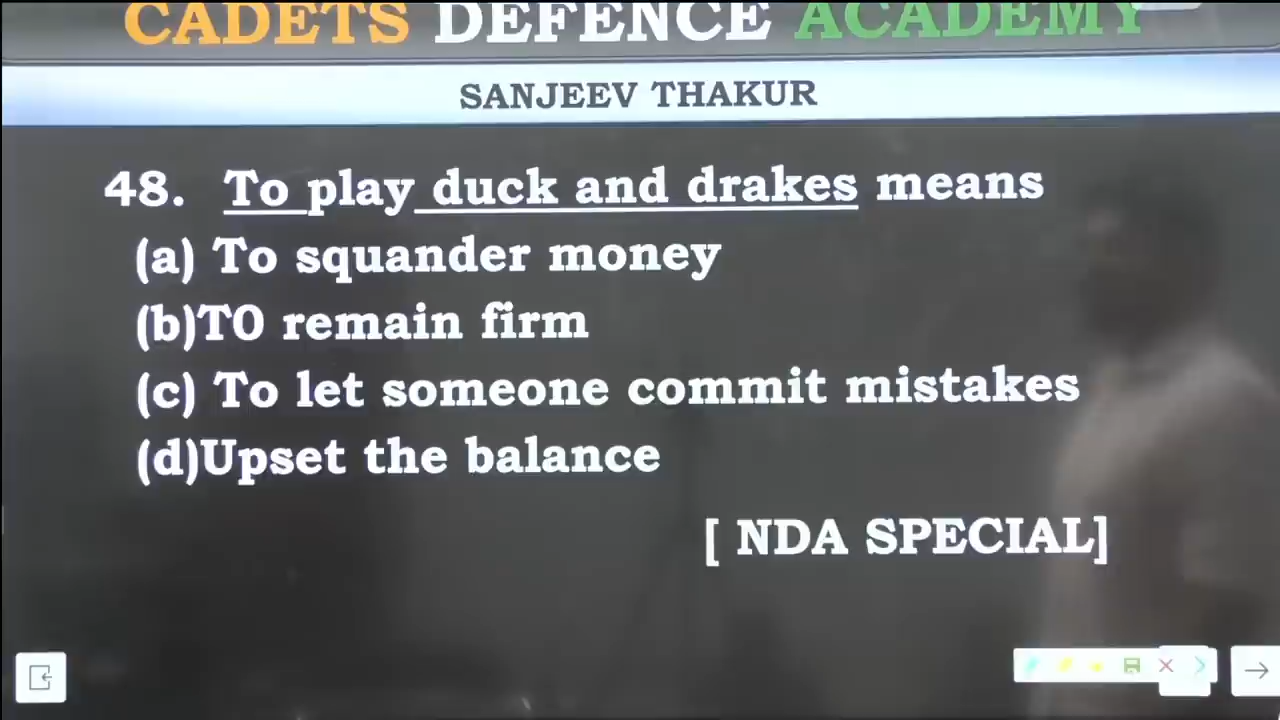 CADETS DEFENCE ACADEMY
SANJEEV THAKUR
48. To play duck and drakes means
(a) To squander money
(b)TO remain firm
(c) To let someone commit mistakes
(d)Upset the balance
[ NDA SPECIAL]